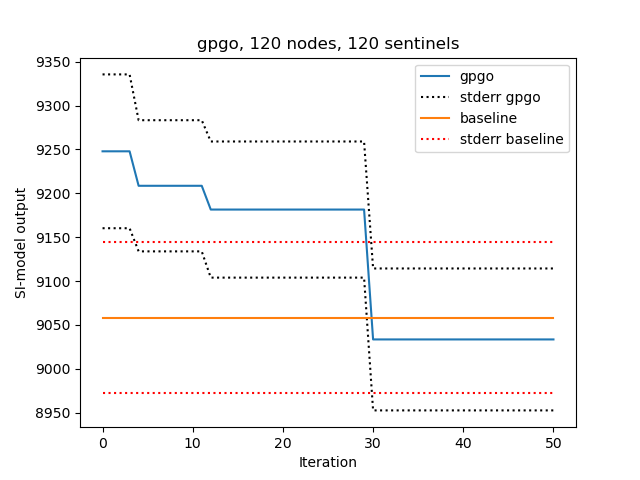 gpgo, 120 nodes, 120 sentinels
9350
9300
9250
9200
9150
9100
9050
9000
8950
SI-model output
gpgo
stderr gpgo
baseline
stderr baseline
0
10
20
30
40
50
Iteration